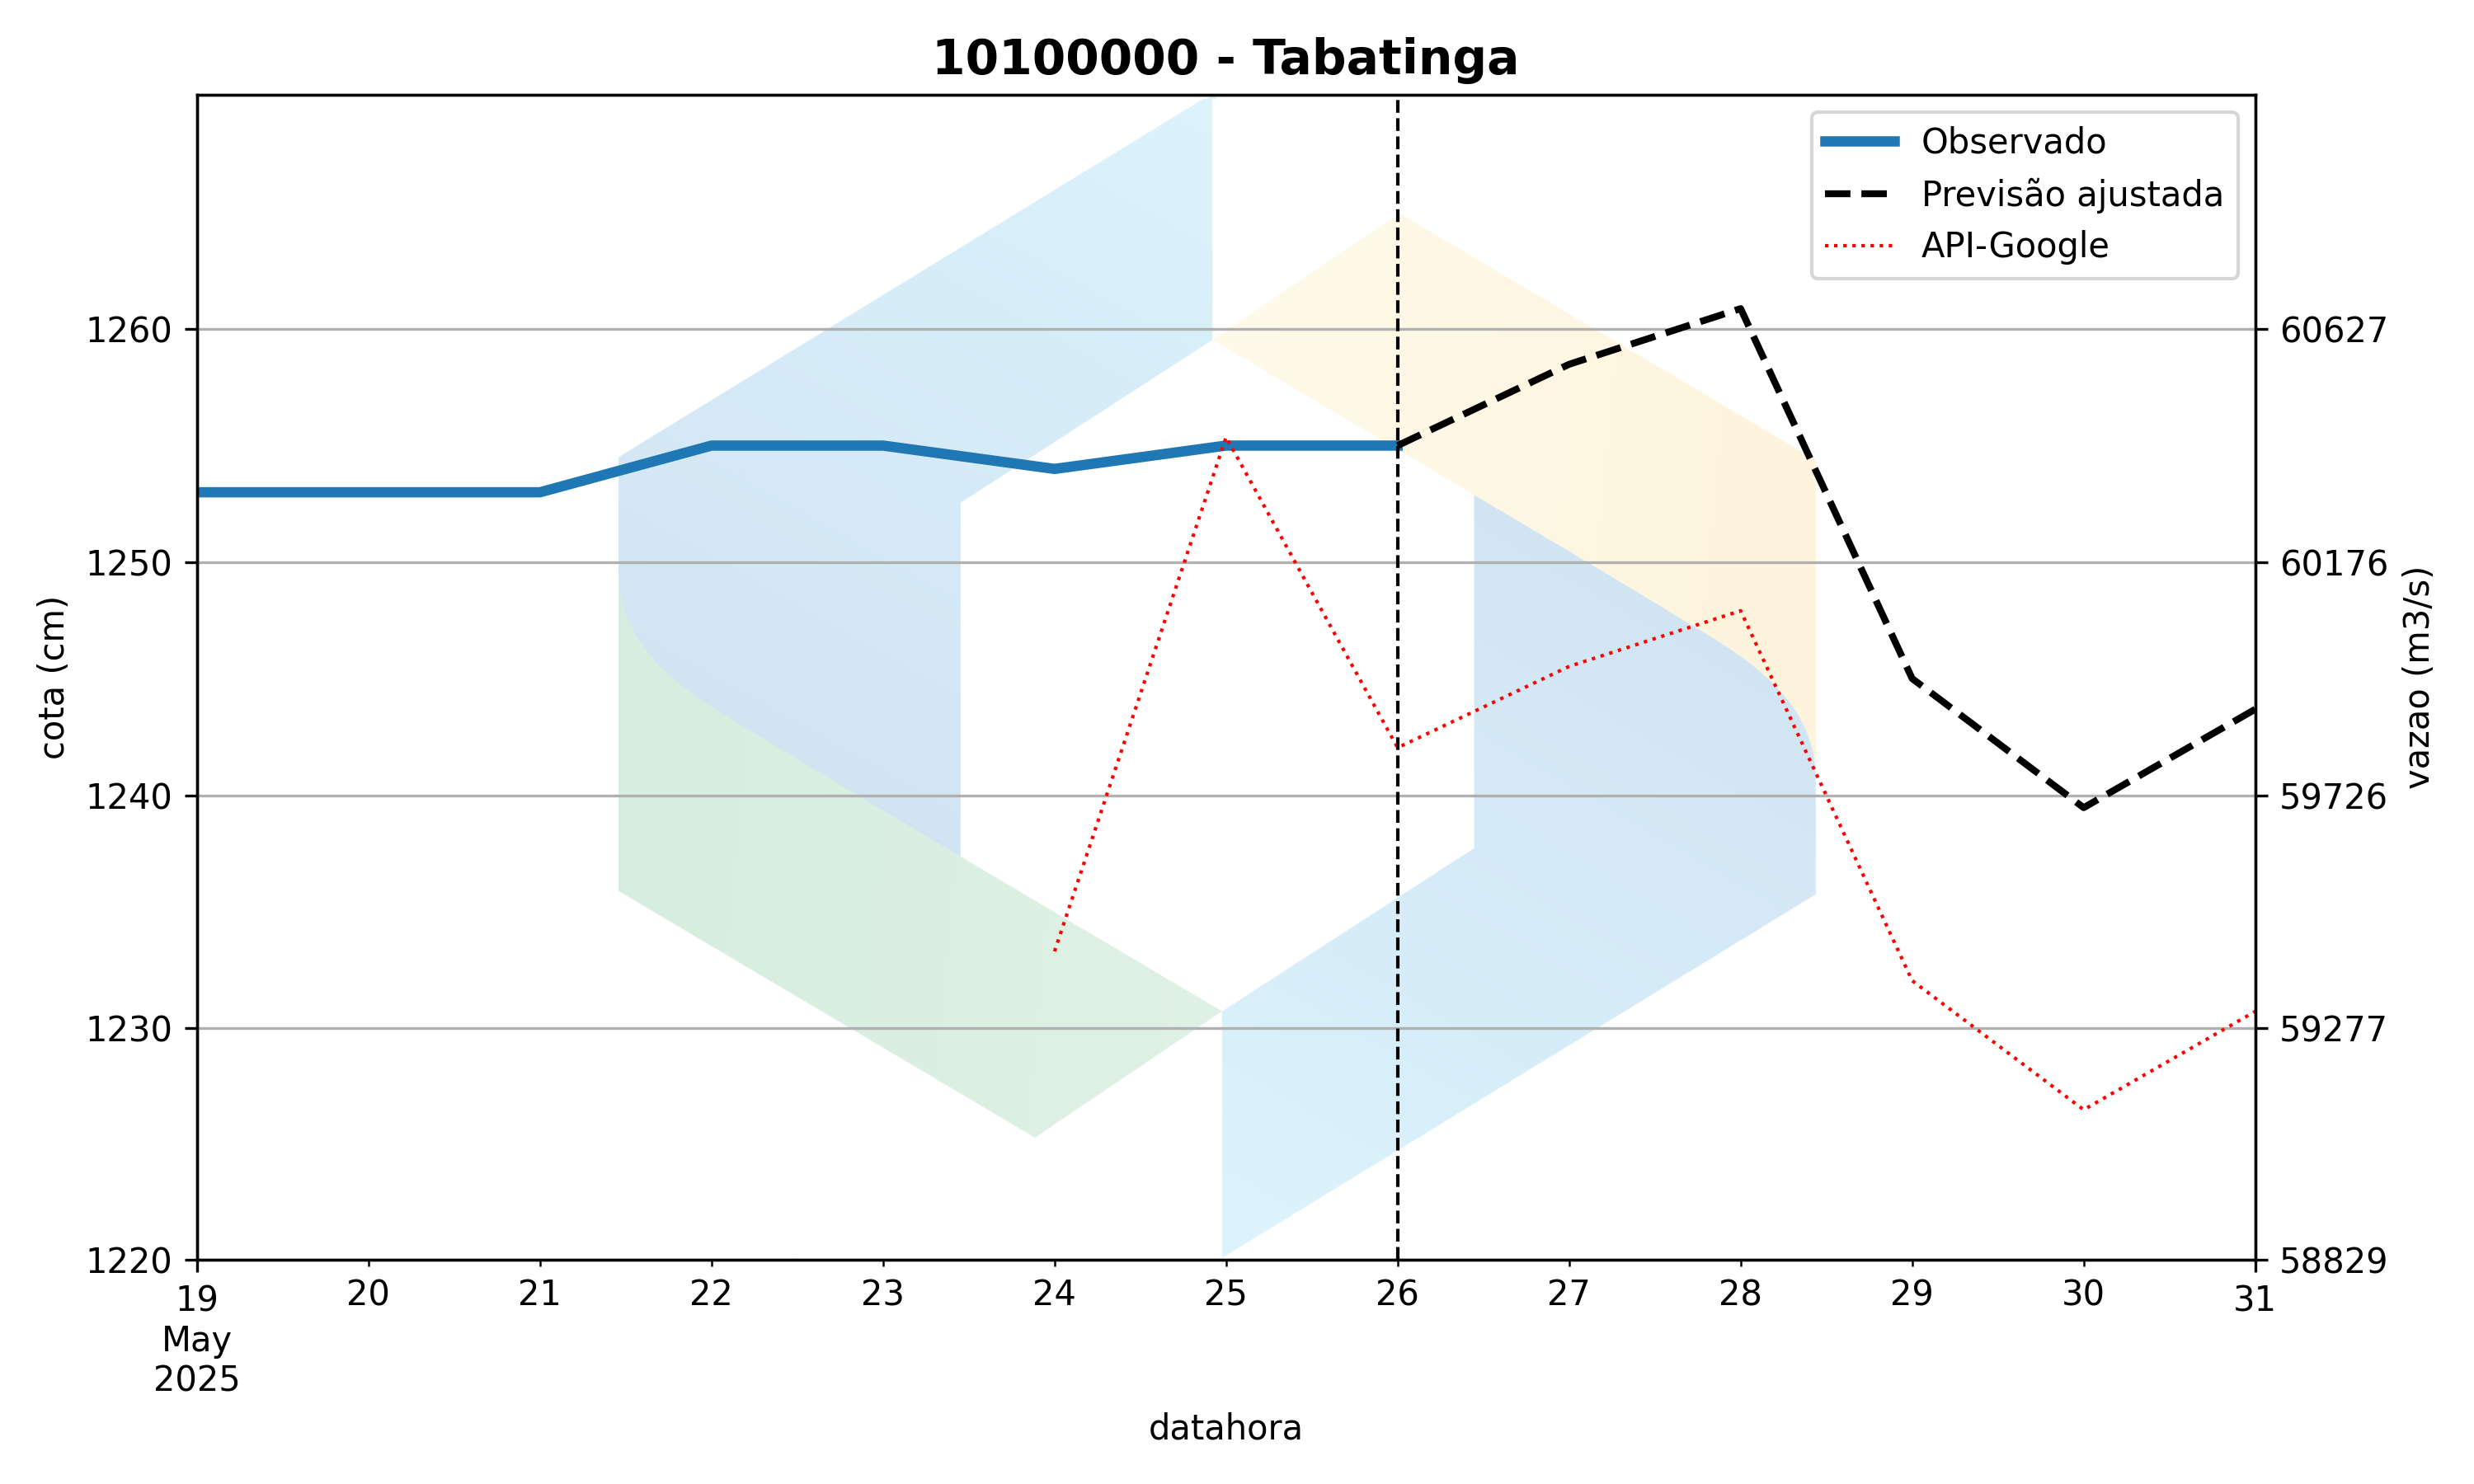 10100000 - Tabatinga
Observado
Previsão ajustada
API-Google
1260
1250
1240
1230
1220
cota (cm)
60627
60176
59726
59277
58829
vazao (m3/s)
19 20 21 22 23 24 25 26 27 28 29 30 31
May
2025
datahora